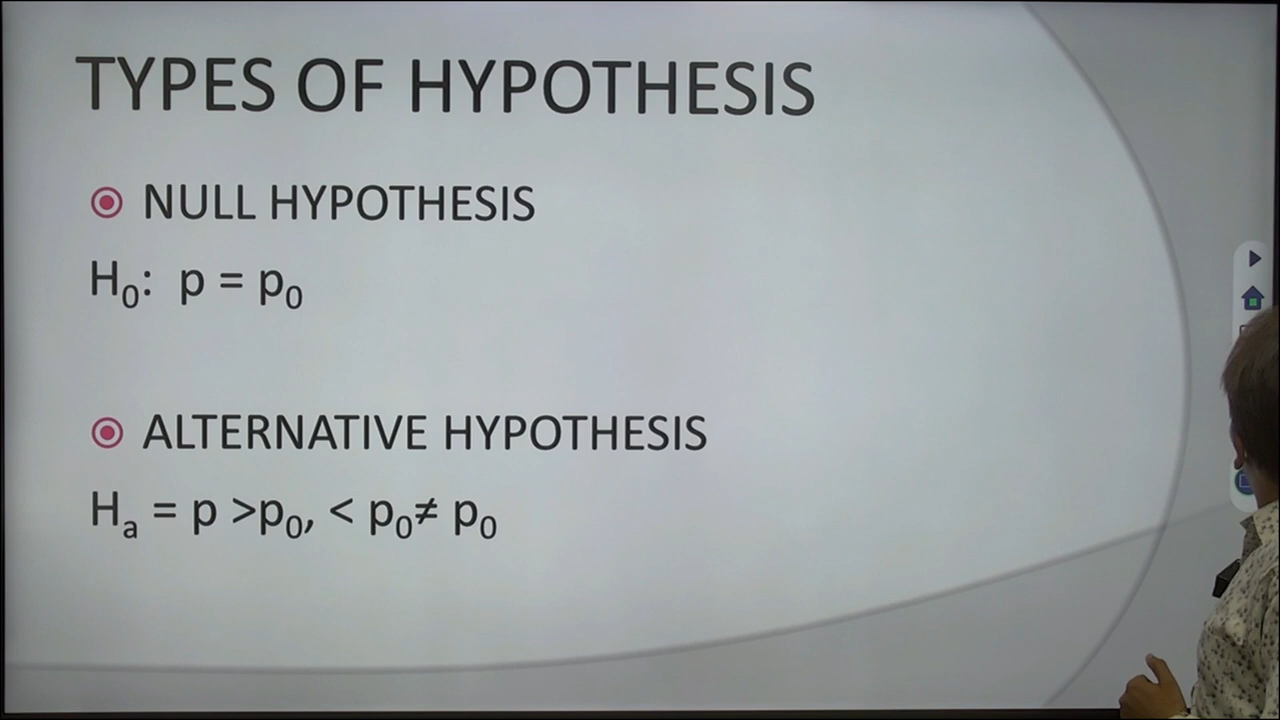 TYPES OF HYPOTHESIS
NULL HYPOTHESIS
H₀: p = p₀
ALTERNATIVE HYPOTHESIS
Hₐ = p >p₀, < p₀≠ p₀